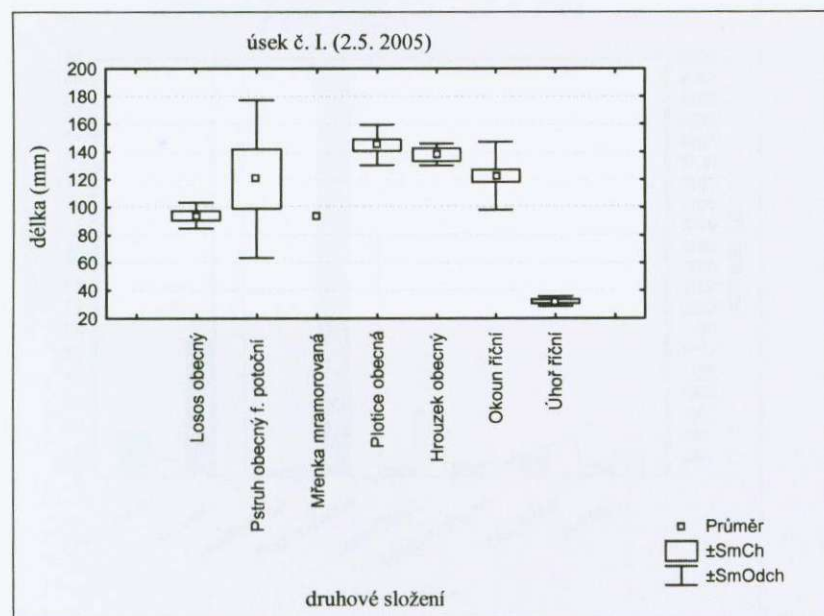 úsek č. I. (2.5. 2005)
200
180
160
140
120
100
80
60
40
20
délka (mm)
Losos obecný
Pstruh obecný f. potoční
Mřenka mramorovaná
Plotice obecná
Hrouzek obecný
Okoun říční
Úhoř říční
Průměr
±SmCh
±SmOdch
druhové složení